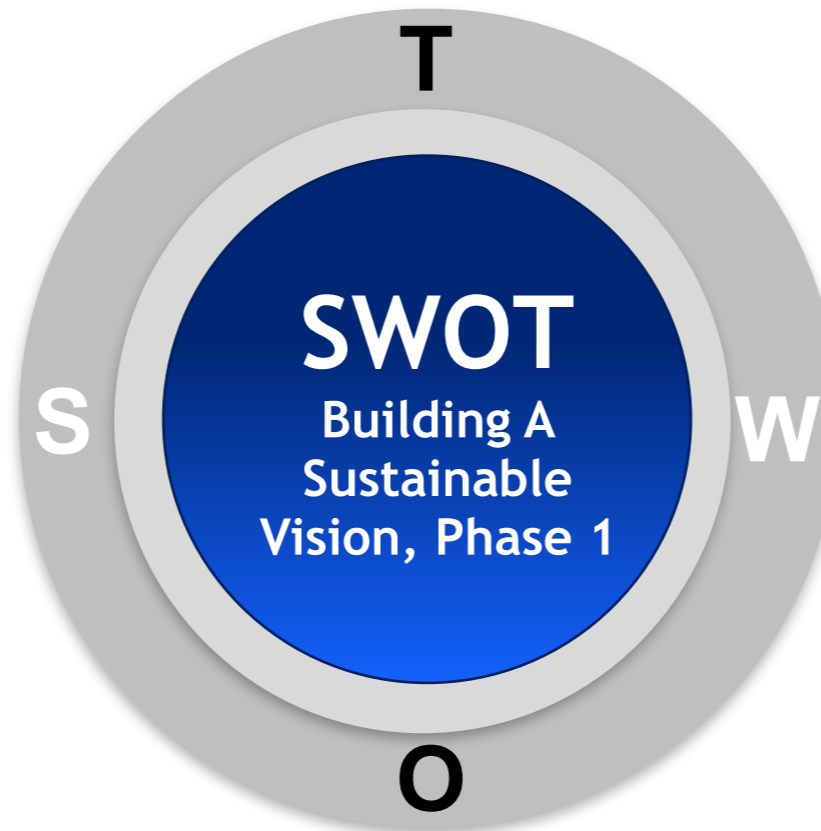 T
SWOT
S
Building A
W
Sustainable
Vision, Phase 1
O